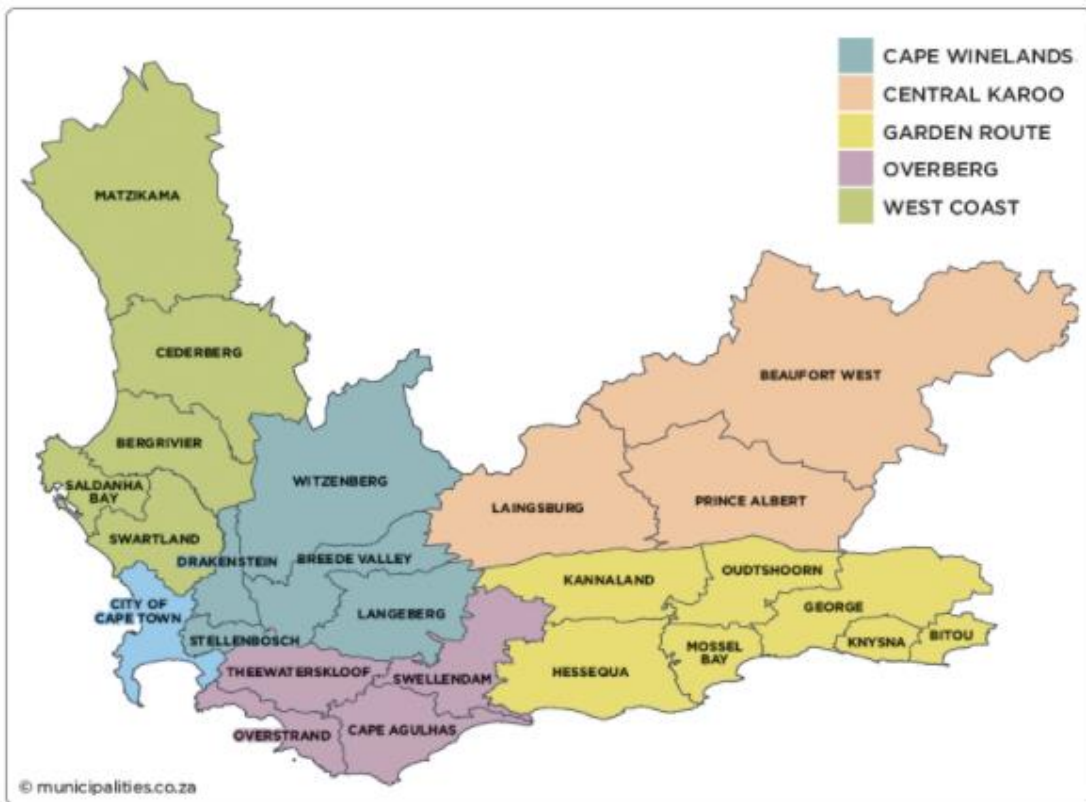 CAPE WINELANDS
CENTRAL KAROO
GARDEN ROUTE
OVERBERG
WEST COAST
MATZIKAMA
CEDERBERG
BEAUFORT WEST
BERGRIVIER
WITZENBERG
SALDANHA
BAY
LAINGSBURG
PRINCE ALBERT
SWARTLAND
DRAKENSTEIN
BREEDE VALLEY
KANNALAND
OUDTSHOORN
CITY OF
CAPE TOWN
LANGEBERG
GEORGE
STELLENBOSCH
MOSSEL
BAY
KNYSNA
BITOU
THEEWATERSKLOOF
SWELLENDAM
HESSEQUA
OVERSTRAND
CAPE AGULHAS
© municipalities.co.za